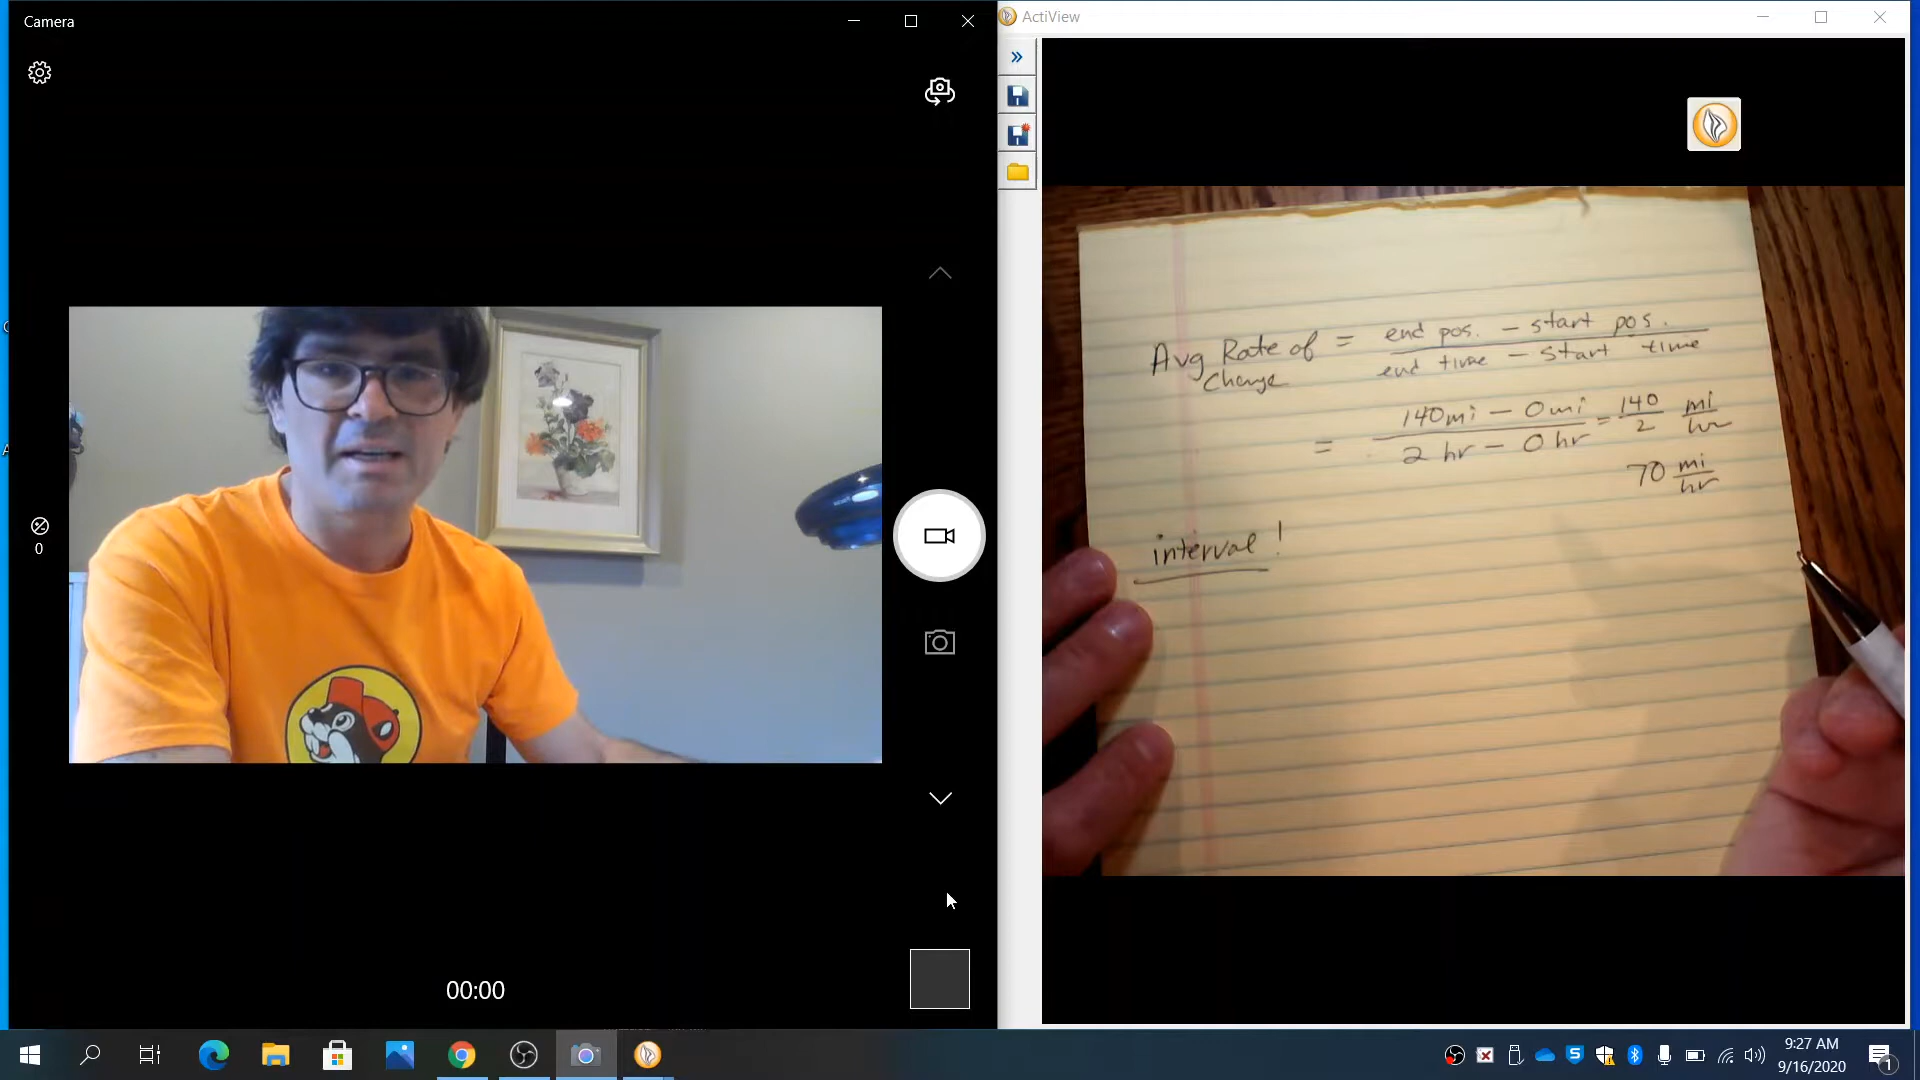 Camera
ActiView
Avg Rate of = end pos. - start pos.
Change end time - start time
= 140mi - 0mi = 140 mi
2 hr - 0 hr 2 hr
70 mi
hr
interval !
0
00:00
9:27 AM
9/16/2020
1